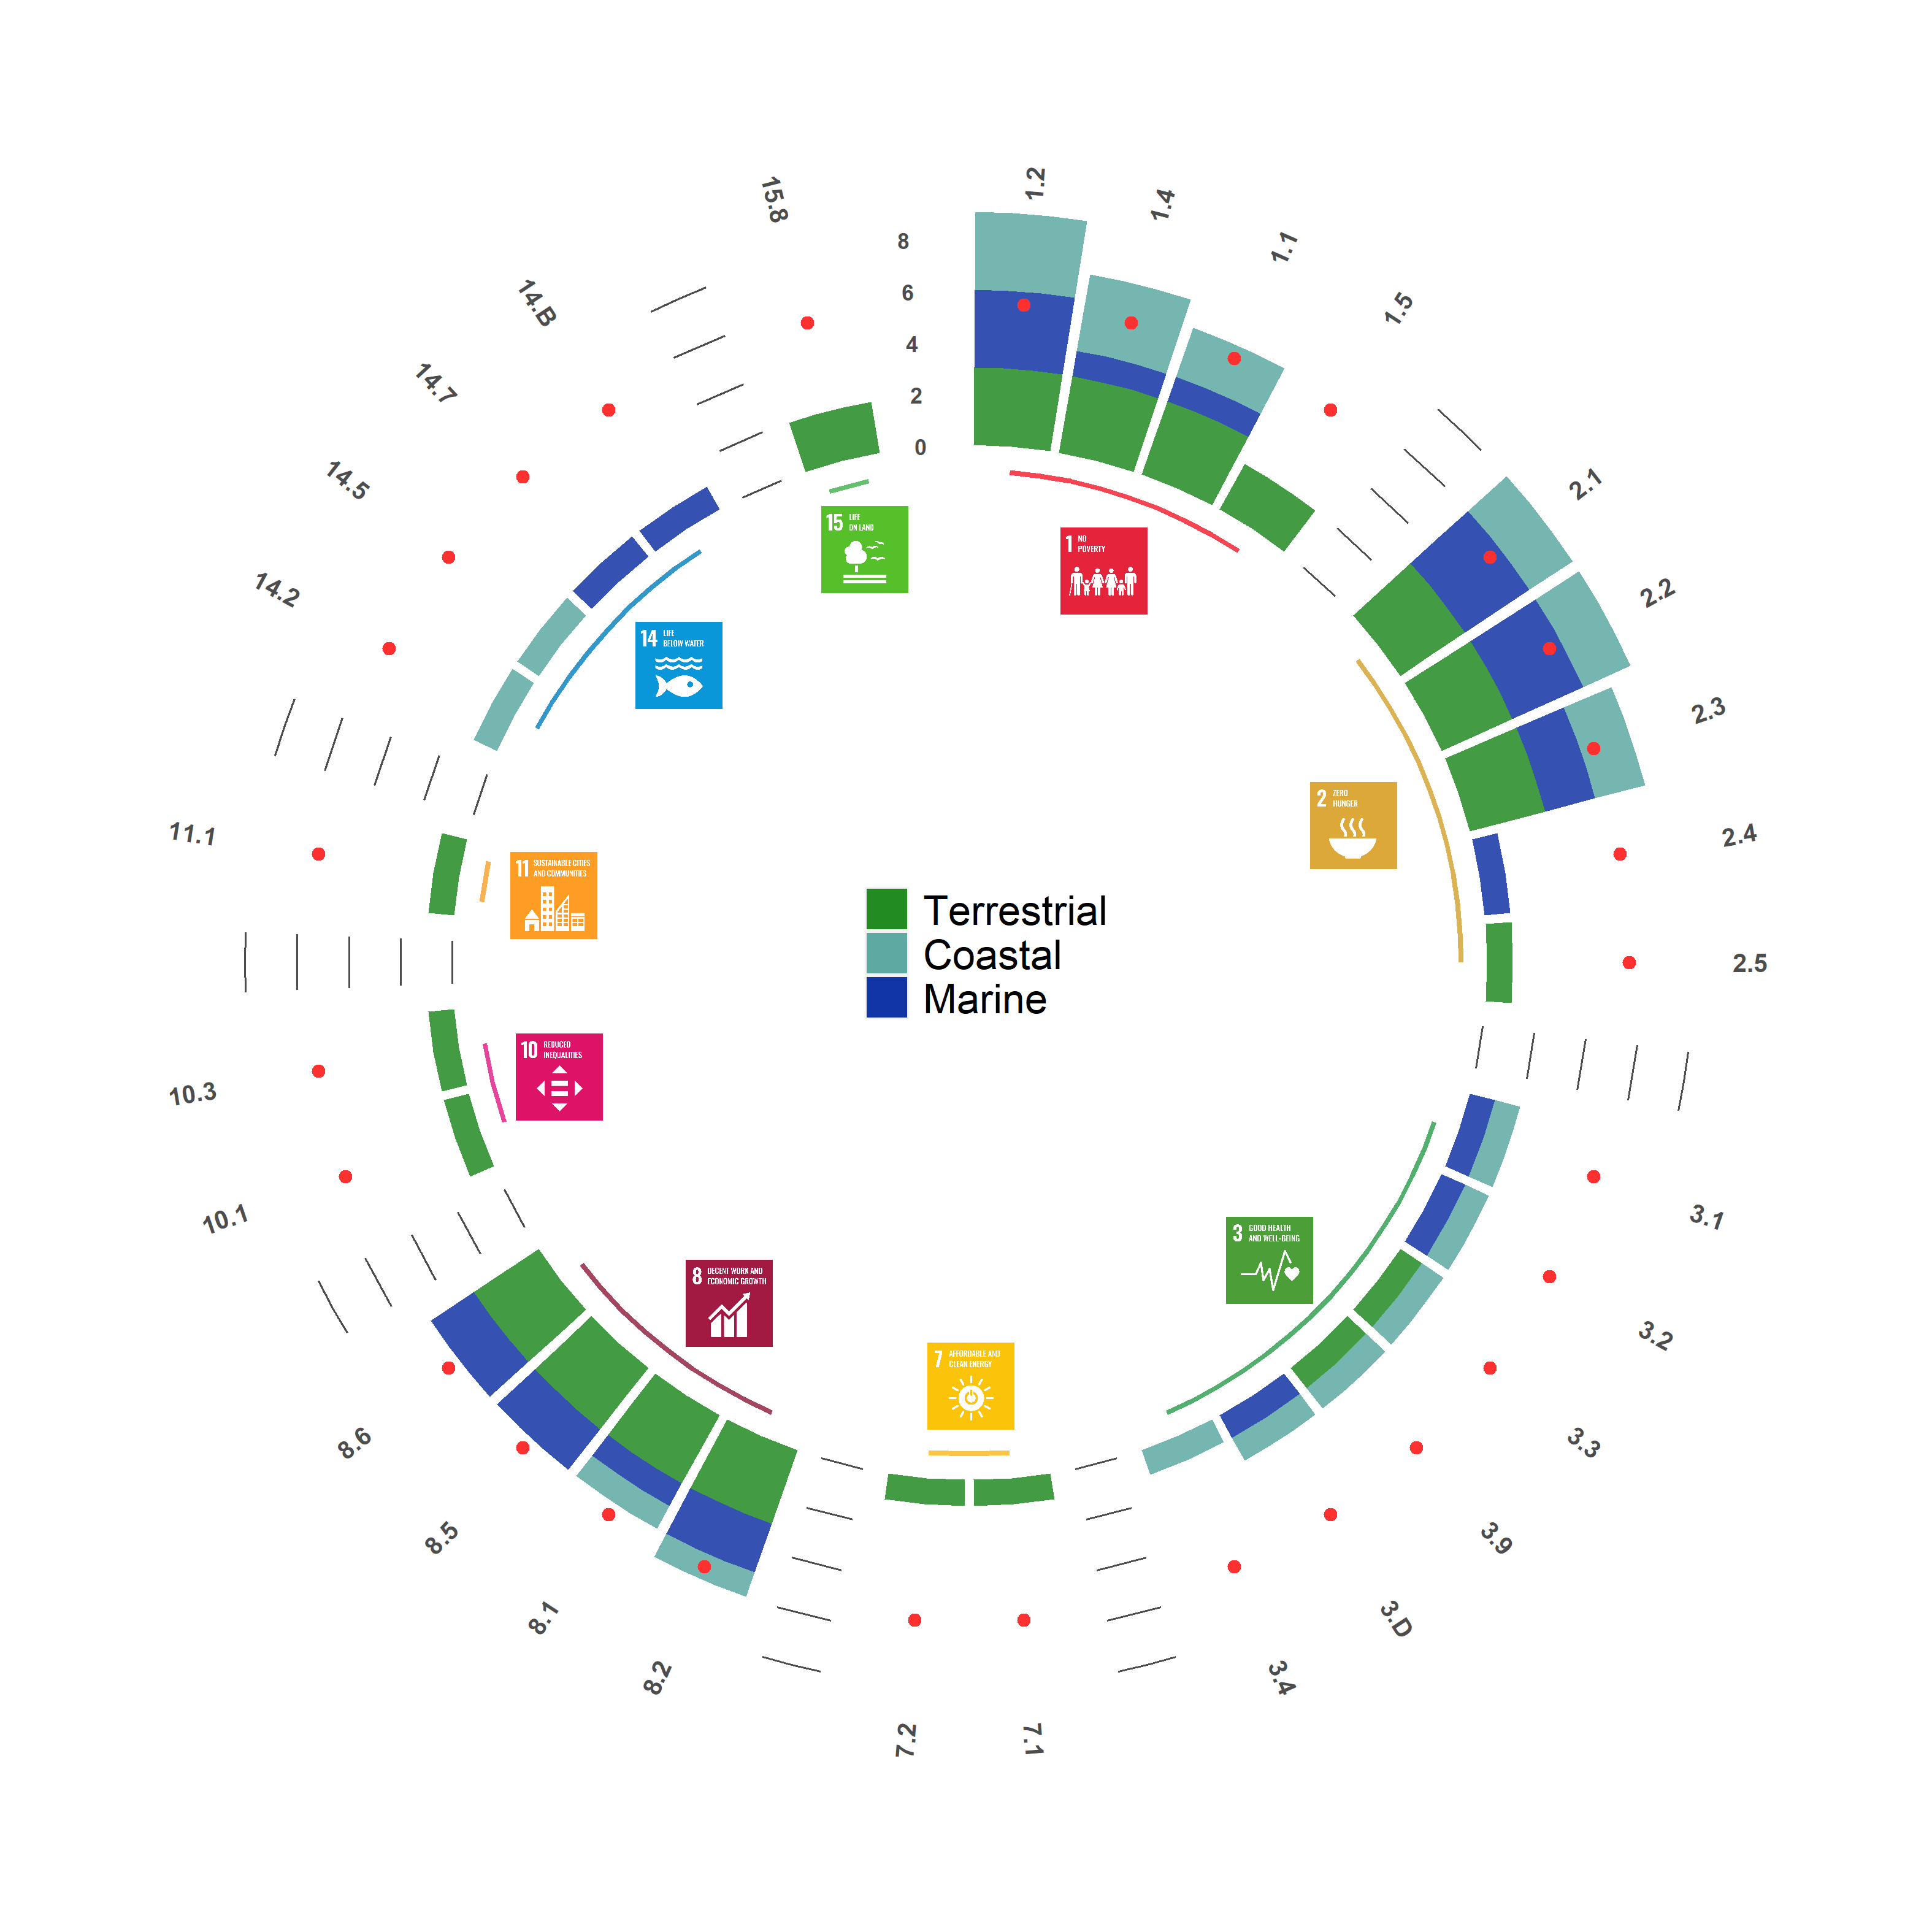 1.2
1.4
1.1
1.5
2.1
2.2
2.3
2.4
2.5
3.1
3.2
3.3
3.9
3.D
3.4
7.1
7.2
8.2
8.1
8.5
8.6
10.1
10.3
11.1
14.2
14.5
14.7
14.B
15.8
8
6
4
2
0
1 NO
POVERTY
2 ZERO
HUNGER
3 GOOD HEALTH
AND WELL-BEING
7 AFFORDABLE AND
CLEAN ENERGY
8 DECENT WORK AND
ECONOMIC GROWTH
10 REDUCED
INEQUALITIES
11 SUSTAINABLE CITIES
AND COMMUNITIES
14 LIFE
BELOW WATER
15 LIFE
ON LAND
Terrestrial
Coastal
Marine